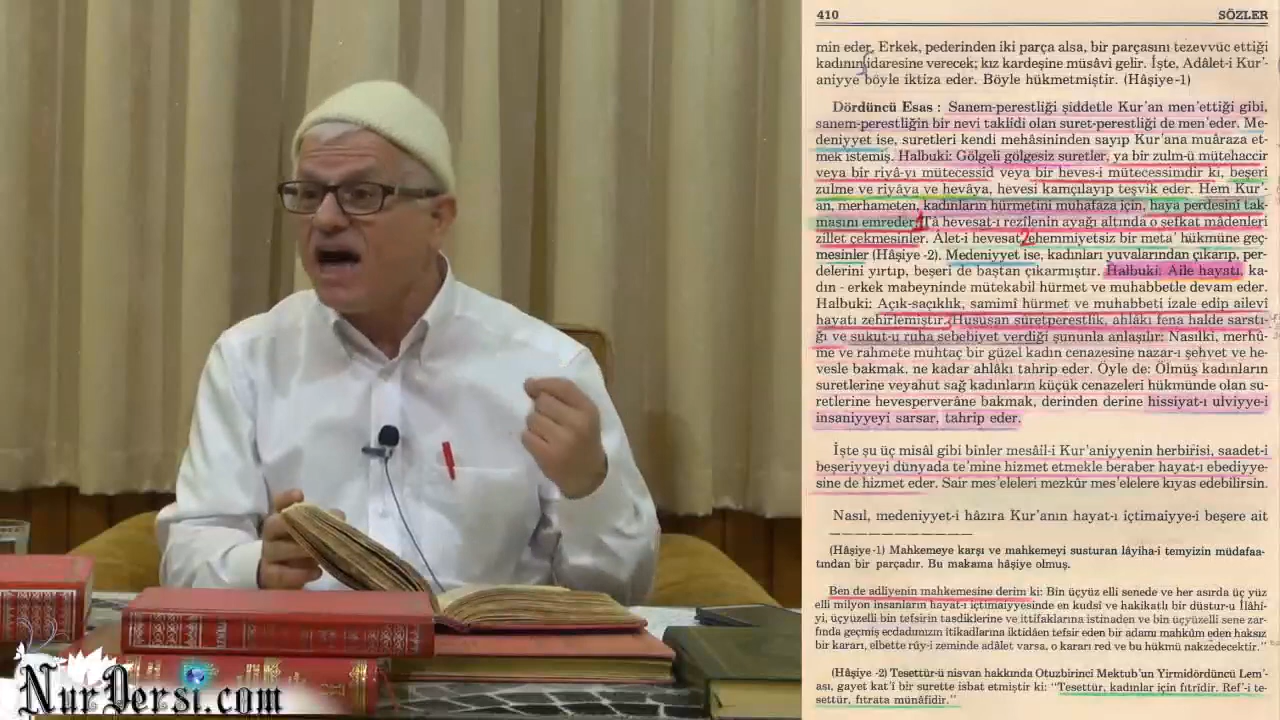 410 SÖZLER
min eder. Erkek, pederinden iki parça alsa, bir parçasını tezevvüc ettiği
kadının idaresine verecek; kız kardeşine müsâvi gelir. İşte, Adâlet-i Kur'-
aniyye böyle iktiza eder. Böyle hükmetmiştir. (Hâşiye-1)
Dördüncü Esas : Sanem-perestliği şiddetle Kur'an men'ettiği gibi,
sanem-perestliğin bir nevi taklidi olan suret-perestliği de men'eder. Me-
deniyyet ise, suretleri kendi mehâsininden sayıp Kur'ana muâraza et-
mek istemiş. Halbuki: Gölgeli gölgesiz suretler, ya bir zulm-ü mütehaccir
veya bir riyâ-yı mütecessid veya bir heves-i mütecessimdir ki, beşeri
zulme ve riyâya ve hevâya, hevesi kamçılayıp teşvik eder. Hem Kur'-
an, merhameten, kadınların hürmetini muhafaza için, haya perdesini tak-
masını emreder. 1 Tâ hevesat-ı rezîlenin ayağı altında o şefkat mâdenleri
zillet çekmesinler. Âlet-i hevesat, 2 ehemmiyetsiz bir meta' hükmüne geç-
mesinler (Hâşiye -2). Medeniyyet ise, kadınları yuvalarından çıkarıp, per-
delerini yırtıp, beşeri de baştan çıkarmıştır. Halbuki: Aile hayatı, ka-
dın - erkek mabeyninde mütekabil hürmet ve muhabbetle devam eder.
Halbuki: Açık-saçıklık, samimî hürmet ve muhabbeti izale edip ailevî
hayatı zehirlemiştir. Hususan sûretperestlik, ahlâkı fena halde sarstı-
ğı ve sukut-u ruha sebebiyet verdiği şununla anlaşılır: Nasılki, merhû-
me ve rahmete muhtaç bir güzel kadın cenazesine nazar-ı şehvet ve he-
vesle bakmak, ne kadar ahlâkı tahrip eder. Öyle de: Ölmüş kadınların
suretlerine veyahut sağ kadınların küçük cenazeleri hükmünde olan su-
retlerine hevesperverâne bakmak, derinden derine hissiyat-ı ulviyye-i
insaniyyeyi sarsar, tahrip eder.
İşte şu üç misâl gibi binler mesâil-i Kur'aniyyenin herbirisi, saadet-i
beşeriyyeyi dünyada te'mine hizmet etmekle beraber hayat-ı ebediyye-
sine de hizmet eder. Sair mes'eleleri mezkûr mes'elelere kıyas edebilirsin.
Nasıl, medeniyyet-i hâzıra Kur'anın hayat-ı içtimaiyye-i beşere ait
(Hâşiye-1) Mahkemeye karşı ve mahkemeyi susturan lâyiha-i temyizin müdafaa-
tından bir parçadır. Bu makama hâşiye olmuş.
Ben de adliyenin mahkemesine derim ki: Bin üçyüz elli senede ve her asırda üç yüz
elli milyon insanların hayat-ı içtimaiyyesinde en kudsî ve hakikatlı bir düstur-u İlâhî-
yi, üçyüzelli bin tefsirin tasdiklerine ve ittifaklarına istinaden ve bin üçyüzelli sene zar-
fında geçmiş ecdadımızın itikadlarına iktidâen tefsir eden bir adamı mahkûm eden haksız
bir kararı, elbette rûy-i zeminde adâlet varsa, o kararı red ve bu hükmü nakzedecektir."
(Hâşiye -2) Tesettür-ü nisvan hakkında Otuzbirinci Mektub'un Yirmidördüncü Lem'-
ası, gayet kat'î bir surette isbat etmiştir ki: "Tesettür, kadınlar için fıtrîdir. Ref'-i te-
settür, fıtrata münâfidir."
NurDersi.com